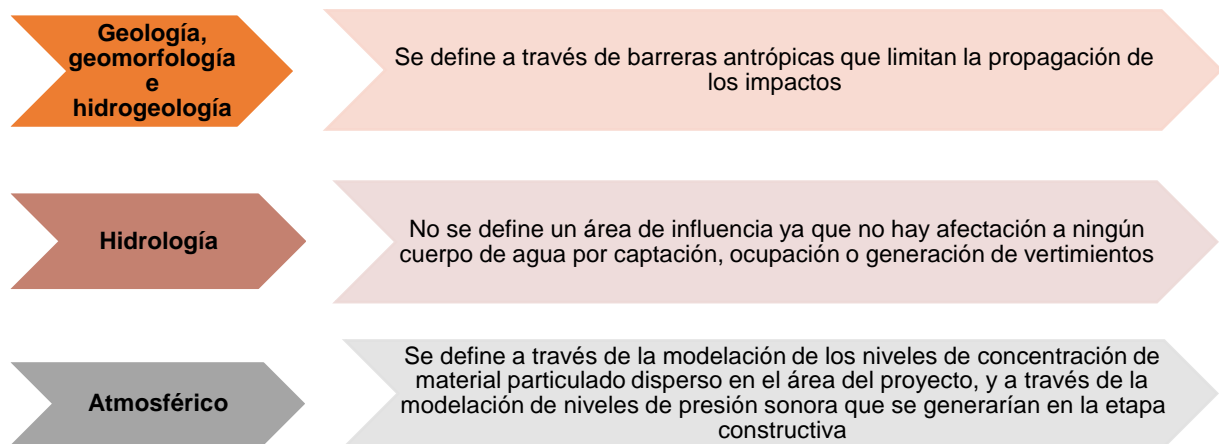 Geología,
geomorfología
e
hidrogeología
Se define a través de barreras antrópicas que limitan la propagación de
los impactos
Hidrología
No se define un área de influencia ya que no hay afectación a ningún
cuerpo de agua por captación, ocupación o generación de vertimientos
Atmosférico
Se define a través de la modelación de los niveles de concentración de
material particulado disperso en el área del proyecto, y a través de la
modelación de niveles de presión sonora que se generarían en la etapa
constructiva